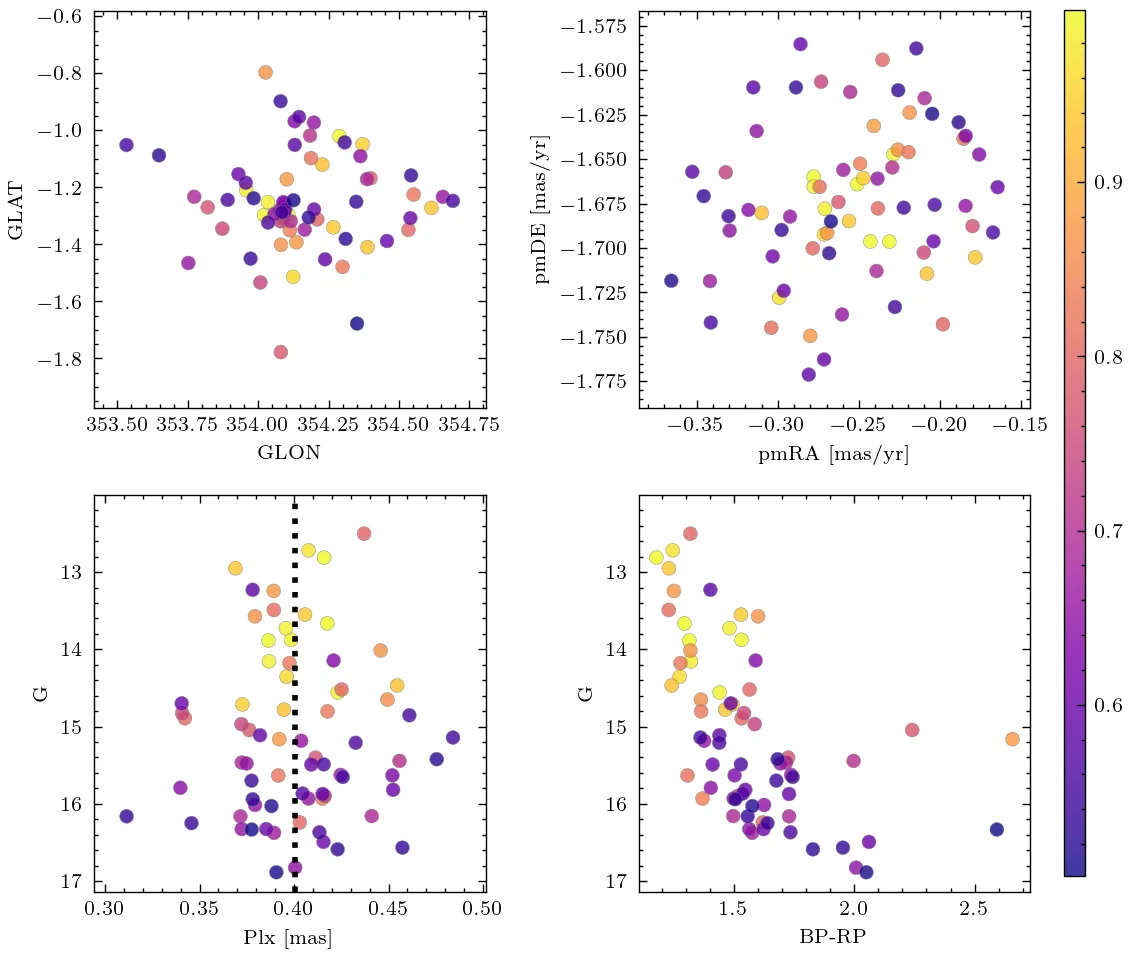 −0.6
−0.8
−1.0
−1.2
−1.4
−1.6
−1.8
GLAT
353.50 353.75 354.00 354.25 354.50 354.75
GLON
−1.575
−1.600
−1.625
−1.650
−1.675
−1.700
−1.725
−1.750
−1.775
pmDE [mas/yr]
−0.35 −0.30 −0.25 −0.20 −0.15
pmRA [mas/yr]
13
14
15
16
17
G
0.30 0.35 0.40 0.45 0.50
Plx [mas]
13
14
15
16
17
G
1.5 2.0 2.5
BP-RP
0.9
0.8
0.7
0.6